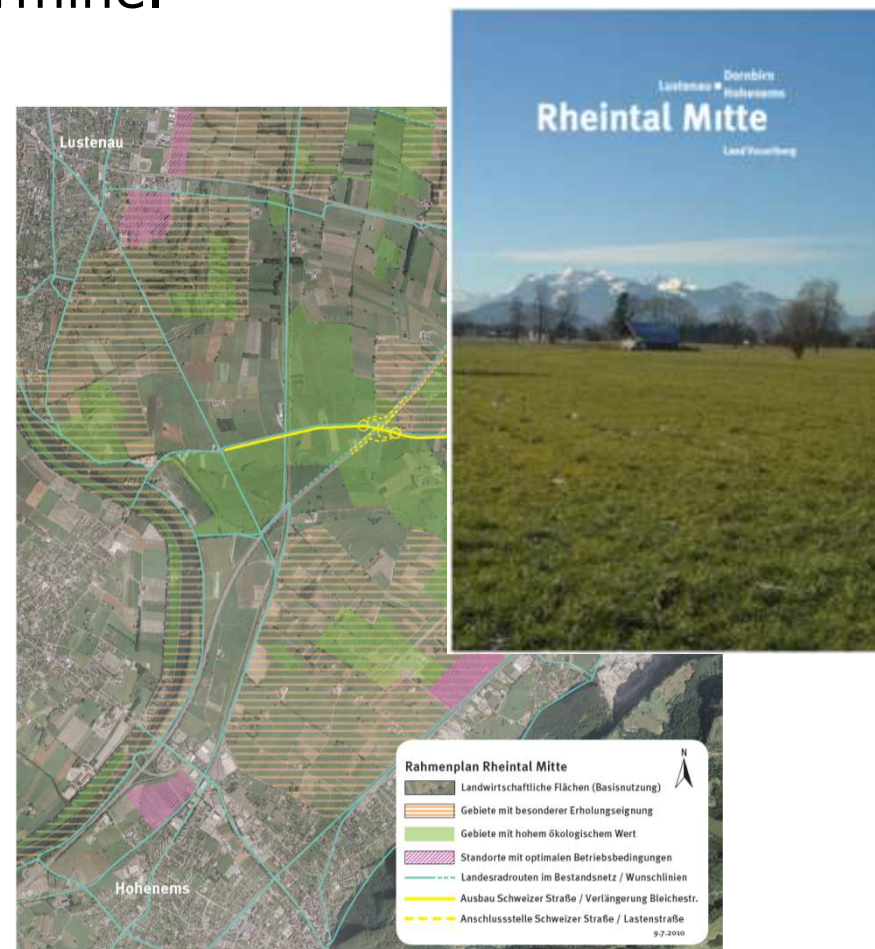 Lustenau
Dornbirn
Lustenau
Hohenems
Rheintal Mitte
Land Vorarlberg
Rahmenplan Rheintal Mitte
N
Landwirtschaftliche Flächen (Basisnutzung)
Gebiete mit besonderer Erholungseignung
Gebiete mit hohem ökologischem Wert
Standorte mit optimalen Betriebsbedingungen
Landesradrouten im Bestandsnetz / Wunschlinien
Ausbau Schweizer Straße / Verlängerung Bleichestr.
Anschlussstelle Schweizer Straße / Lastenstraße
9.7.2010
Hohenems